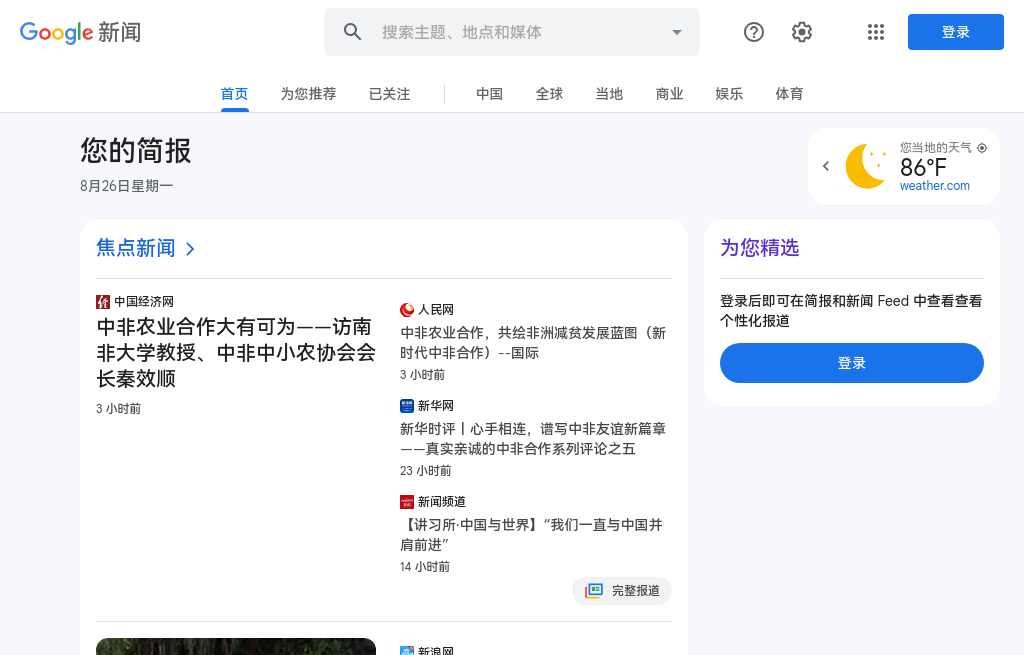 Google 新闻
搜索主题、地点和媒体
登录
首页
为您推荐
已关注
中国
全球
当地
商业
娱乐
体育
您的简报
8月26日星期一
您当地的天气
86°F
weather.com
焦点新闻
中国经济网
中非农业合作大有可为——访南
非大学教授、中非中小农协会会
长秦效顺
3 小时前
人民网
中非农业合作，共绘非洲减贫发展蓝图（新
时代中非合作）--国际
3 小时前
新华网
新华时评丨心手相连，谱写中非友谊新篇章
——真实亲诚的中非合作系列评论之五
23 小时前
新闻频道
【讲习所·中国与世界】“我们一直与中国并
肩前进”
14 小时前
完整报道
新浪网
为您精选
登录后即可在简报和新闻 Feed 中查看查看
个性化报道
登录